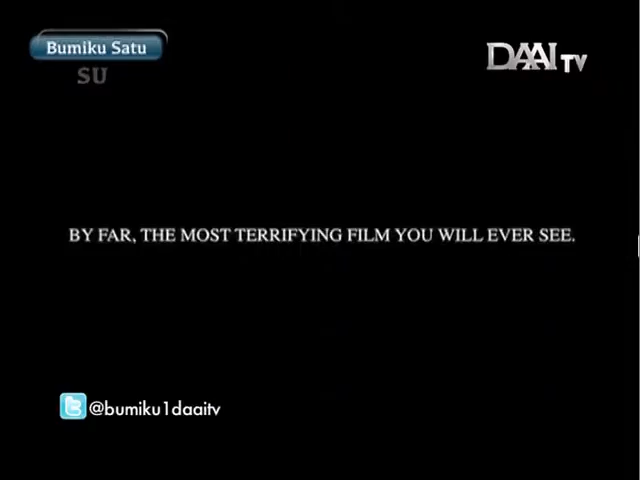 Bumiku Satu
SU
DAAI TV
BY FAR, THE MOST TERRIFYING FILM YOU WILL EVER SEE.
@bumiku1daaitv